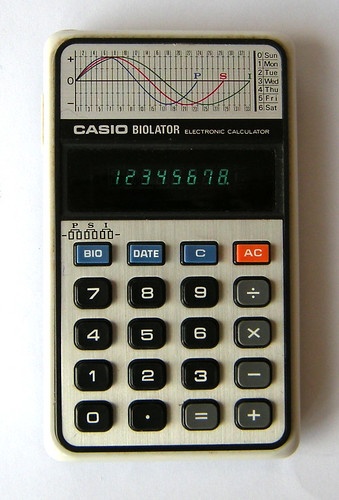 +
0
−
P S I
0 Sun
1 Mon
2 Tue
3 Wed
4 Thu
5 Fri
6 Sat
CASIO BIOLATOR ELECTRONIC CALCULATOR
12345678.
P S I
-000000-
BIO DATE C AC
7 8 9 ÷
4 5 6 ×
1 2 3 −
0 · = +